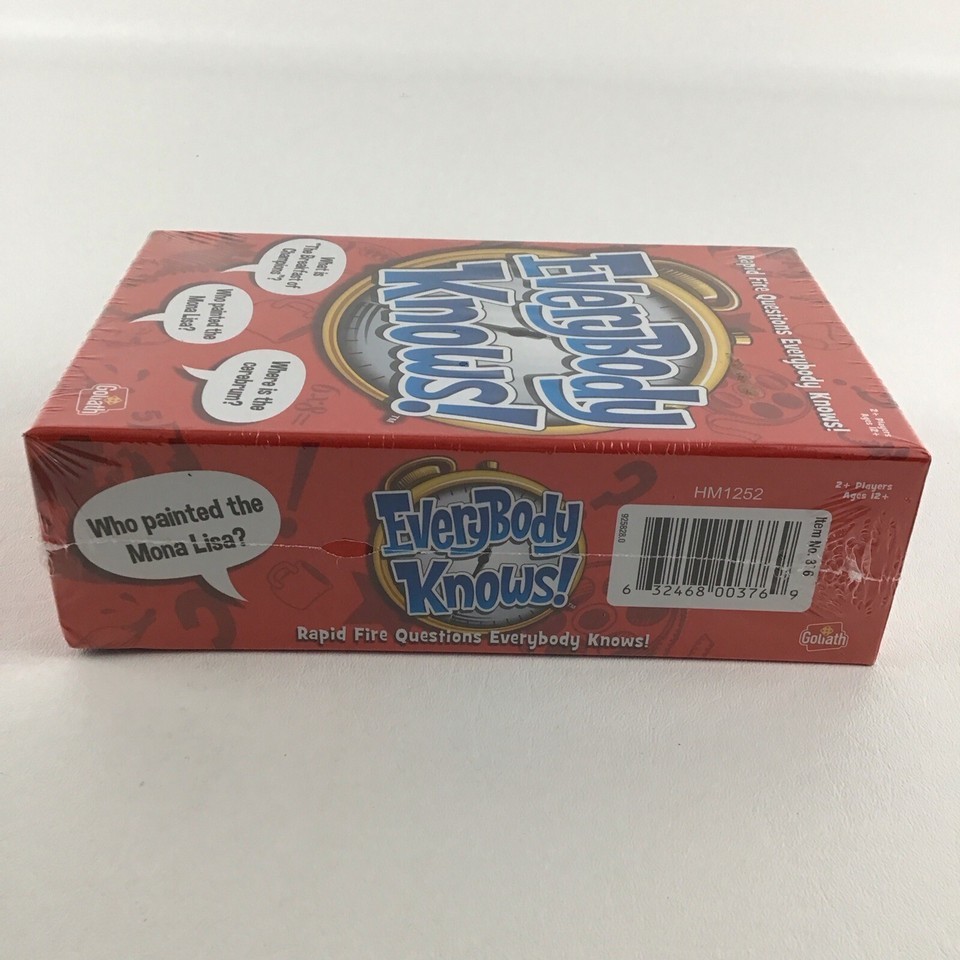 Rapid Fire Questions Everybody Knows!
2+ Players
Ages 12+
EveryBody
Knows!
TM
What is
"The Breakfast of
Champions"?
Who painted the
Mona Lisa?
Where is the
cerebrum?
Goliath
Who painted the
Mona Lisa?
EveryBody
Knows!
Rapid Fire Questions Everybody Knows!
HM1252
2+ Players
Ages 12+
Item No. 
6 32468 00376 9
Goliath